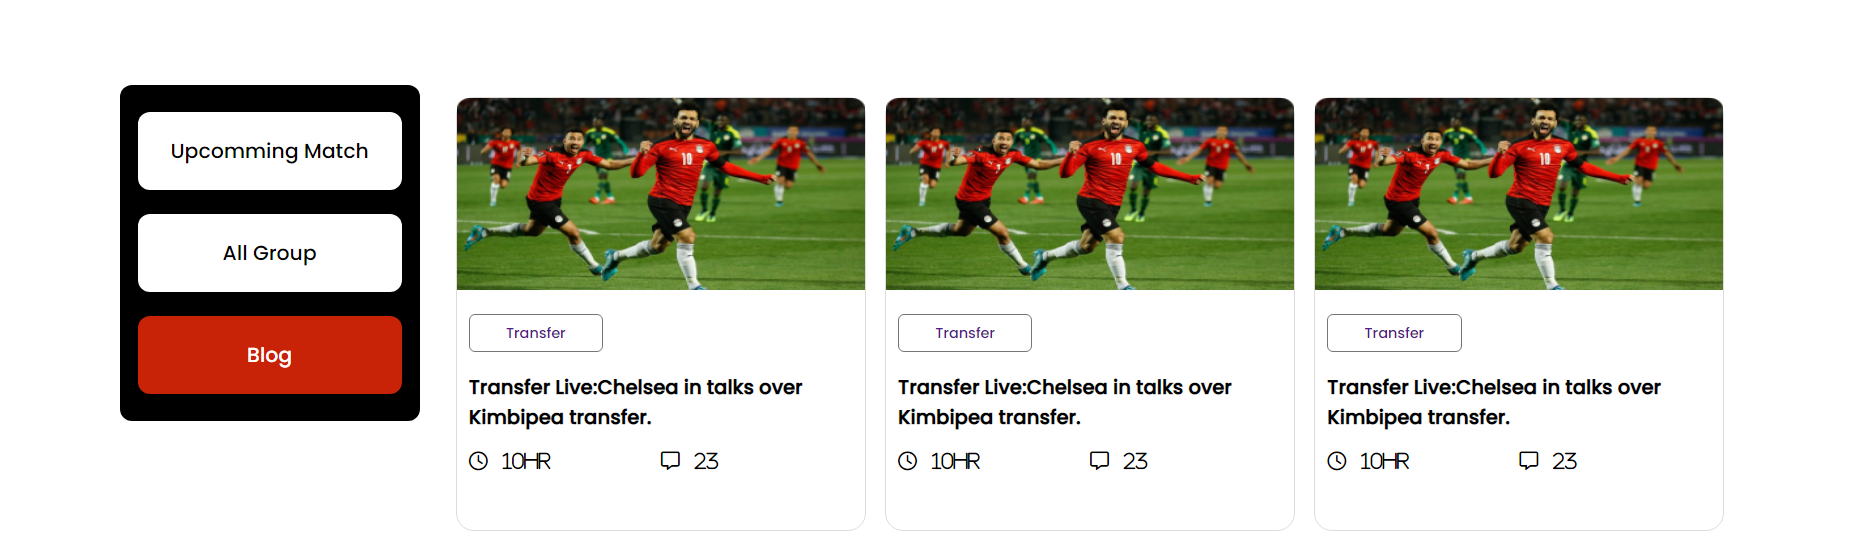 Upcomming Match
All Group
Blog
10
Transfer
Transfer Live:Chelsea in talks over
Kimbipea transfer.
10HR
23
10
Transfer
Transfer Live:Chelsea in talks over
Kimbipea transfer.
10HR
23
10
Transfer
Transfer Live:Chelsea in talks over
Kimbipea transfer.
10HR
23